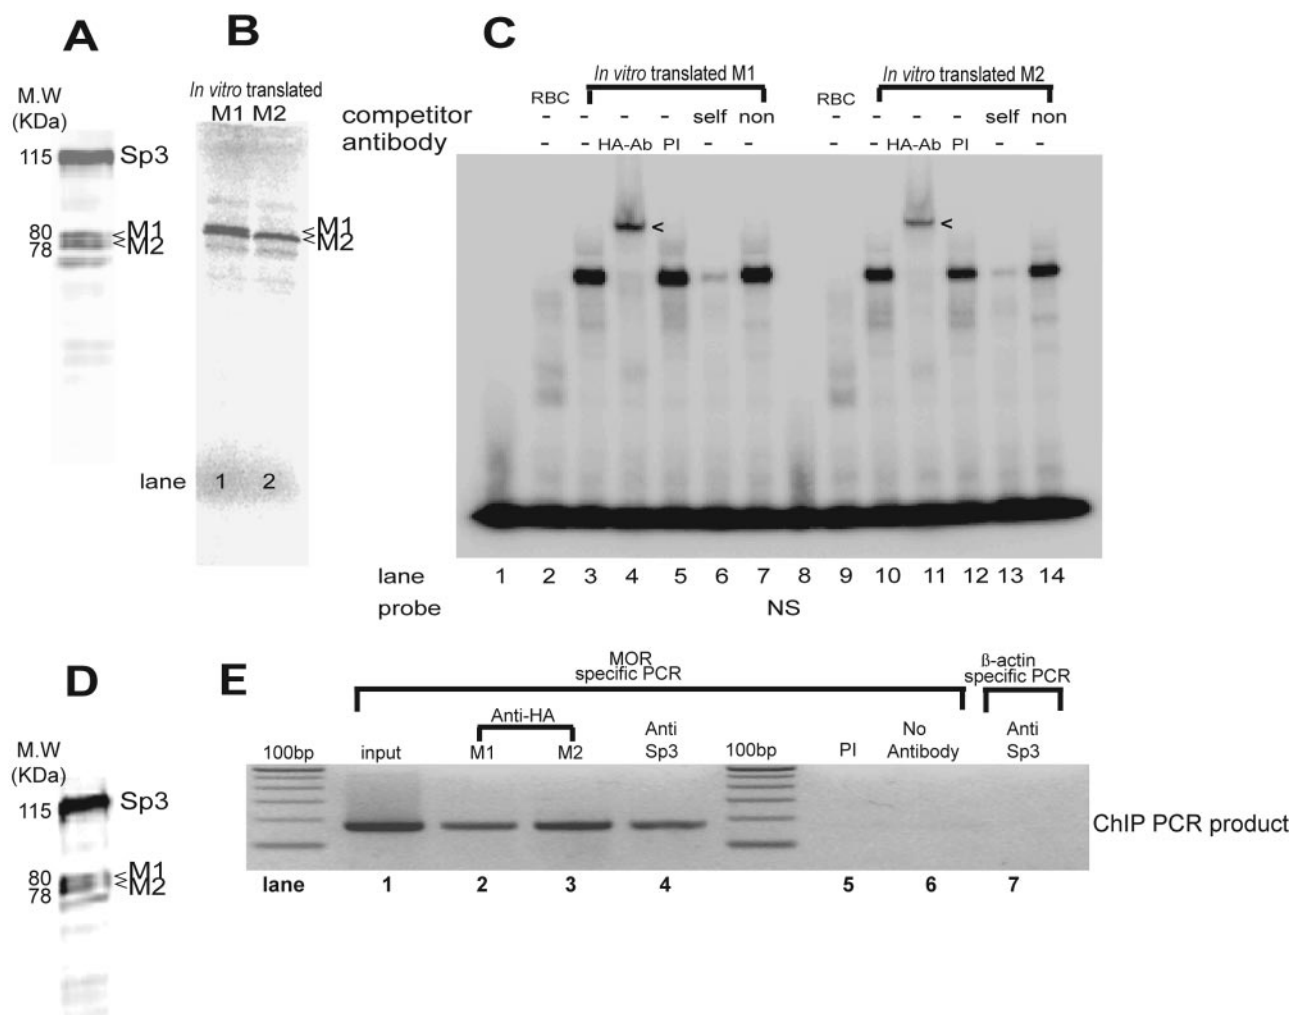 A
M.W
(KDa)
115
Sp3
80
78
M1
M2
B
In vitro translated
M1 M2
M1
M2
lane 1 2
C
In vitro translated M1
In vitro translated M2
RBC
RBC
competitor - - - - self non - - - - self non
antibody - - HA-Ab PI - - - - HA-Ab PI - -
<
<
lane 1 2 3 4 5 6 7 8 9 10 11 12 13 14
probe NS
D
M.W
(KDa)
115
Sp3
80
78
M1
M2
E
MOR
specific PCR
ß-actin
specific PCR
Anti-HA
Anti
Sp3
No
Antibody
Anti
Sp3
100bp input M1 M2 100bp PI
ChIP PCR product
lane 1 2 3 4 5 6 7